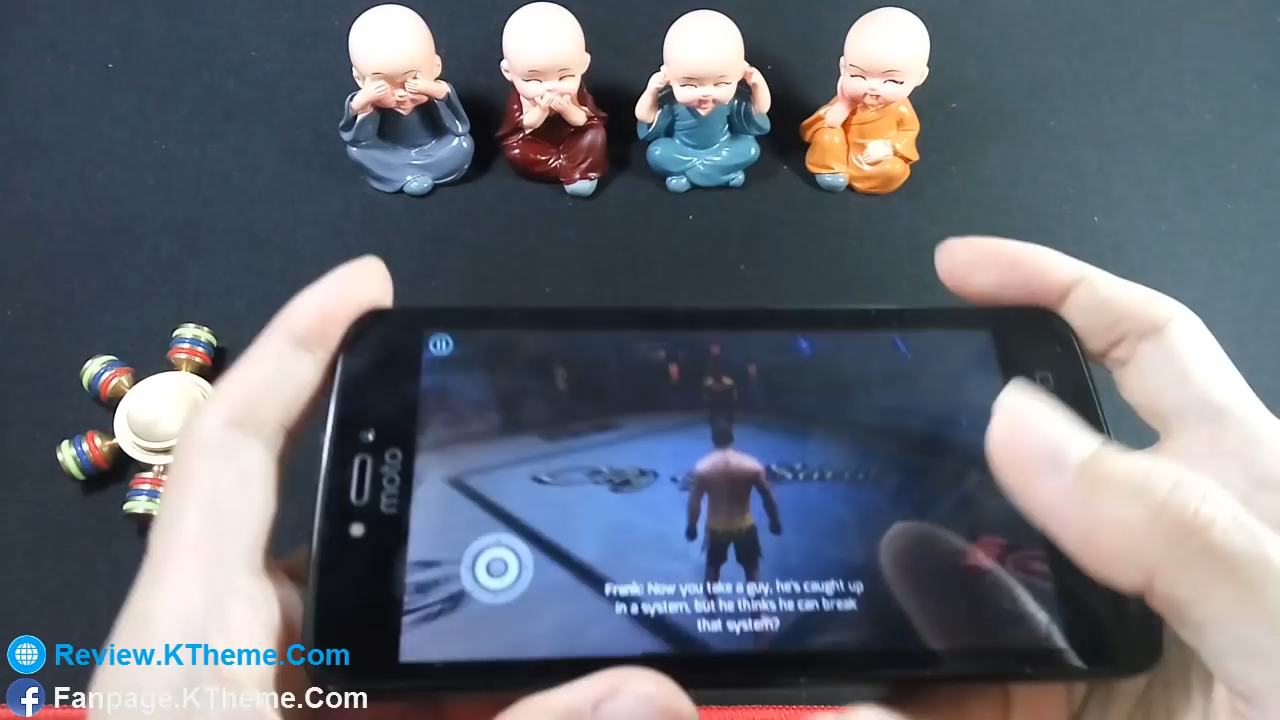 moto
Frank: Now you take a guy, he's caught up
in a system, but he thinks he can break
that system?
Review.KTheme.Com
Fanpage.KTheme.Com